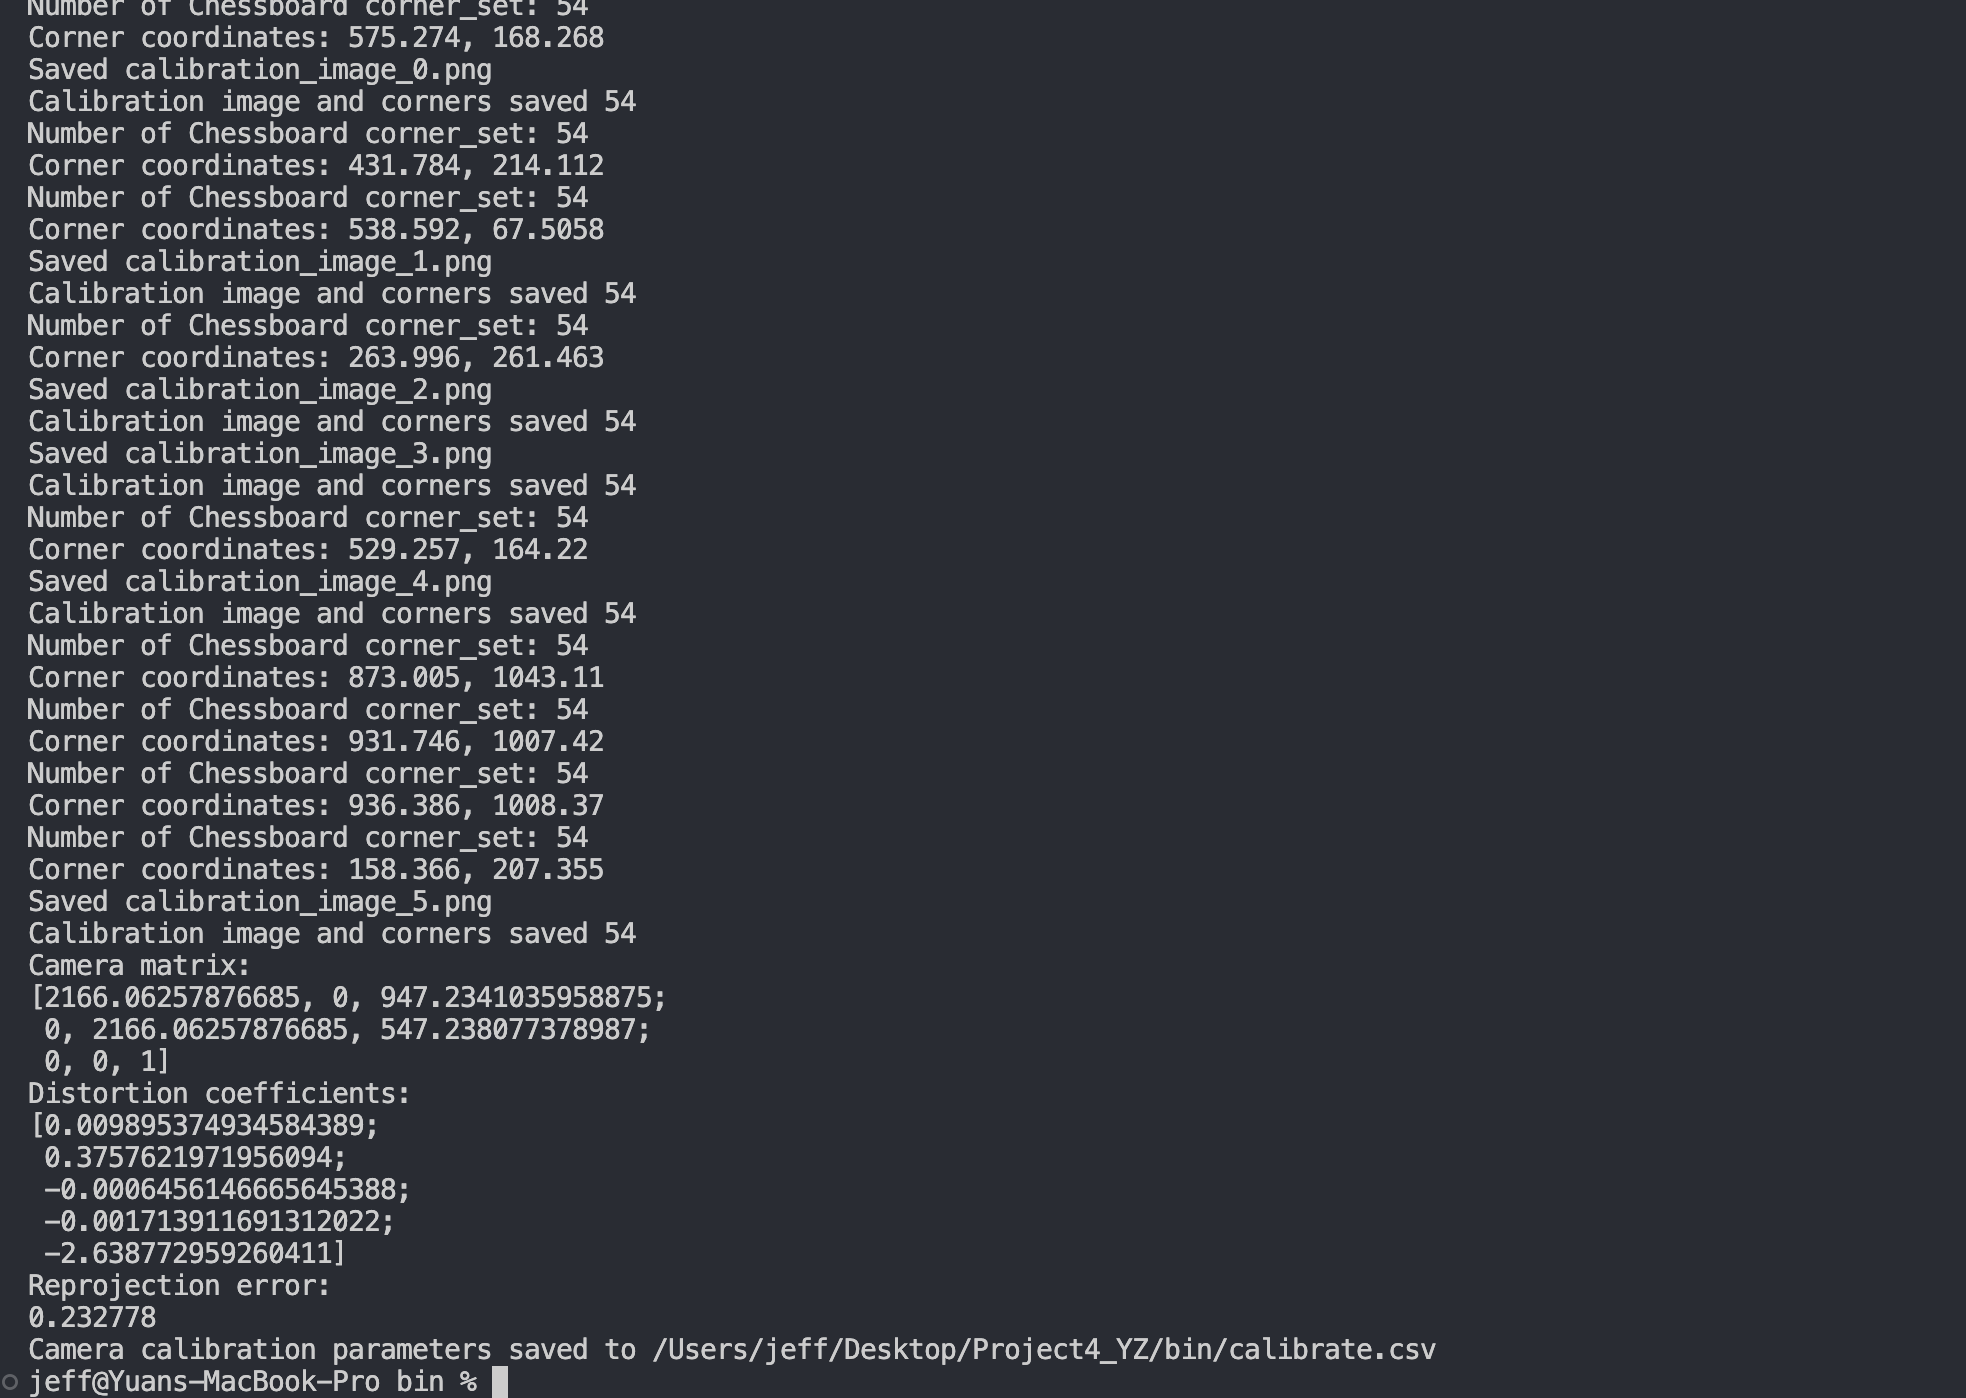 Number of Chessboard corner_set: 54
Corner coordinates: 575.274, 168.268
Saved calibration_image_0.png
Calibration image and corners saved 54
Number of Chessboard corner_set: 54
Corner coordinates: 431.784, 214.112
Number of Chessboard corner_set: 54
Corner coordinates: 538.592, 67.5058
Saved calibration_image_1.png
Calibration image and corners saved 54
Number of Chessboard corner_set: 54
Corner coordinates: 263.996, 261.463
Saved calibration_image_2.png
Calibration image and corners saved 54
Saved calibration_image_3.png
Calibration image and corners saved 54
Number of Chessboard corner_set: 54
Corner coordinates: 529.257, 164.22
Saved calibration_image_4.png
Calibration image and corners saved 54
Number of Chessboard corner_set: 54
Corner coordinates: 873.005, 1043.11
Number of Chessboard corner_set: 54
Corner coordinates: 931.746, 1007.42
Number of Chessboard corner_set: 54
Corner coordinates: 936.386, 1008.37
Number of Chessboard corner_set: 54
Corner coordinates: 158.366, 207.355
Saved calibration_image_5.png
Calibration image and corners saved 54
Camera matrix:
[2166.06257876685, 0, 947.2341035958875;
 0, 2166.06257876685, 547.238077378987;
 0, 0, 1]
Distortion coefficients:
[0.009895374934584389;
 0.3757621971956094;
 -0.0006456146665645388;
 -0.001713911691312022;
 -2.638772959260411]
Reprojection error:
0.232778
Camera calibration parameters saved to /Users/jeff/Desktop/Project4_YZ/bin/calibrate.csv
jeff@Yuans-MacBook-Pro bin %